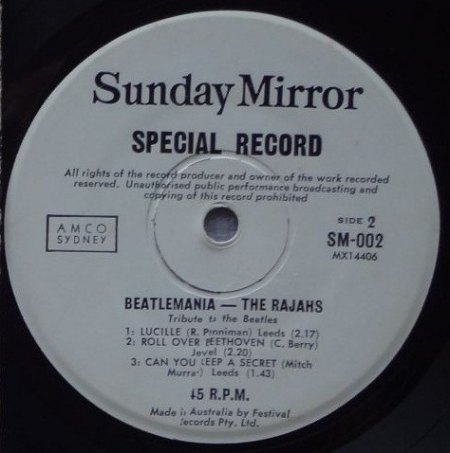 Sunday Mirror
SPECIAL RECORD
All rights of the record producer and owner of the work recorded
reserved. Unauthorised public performance broadcasting and
copying of this record prohibited
AMCO
SYDNEY
SIDE 2
SM-002
MX14406
BEATLEMANIA — THE RAJAHS
Tribute to the Beatles
1: LUCILLE (R. Penniman) Leeds (2.17)
2: ROLL OVER BEETHOVEN (C. Berry)
Jewel (2.20)
3: CAN YOU KEEP A SECRET (Mitch
Murray) Leeds (1.43)
45 R.P.M.
Made in Australia by Festival
Records Pty. Ltd.